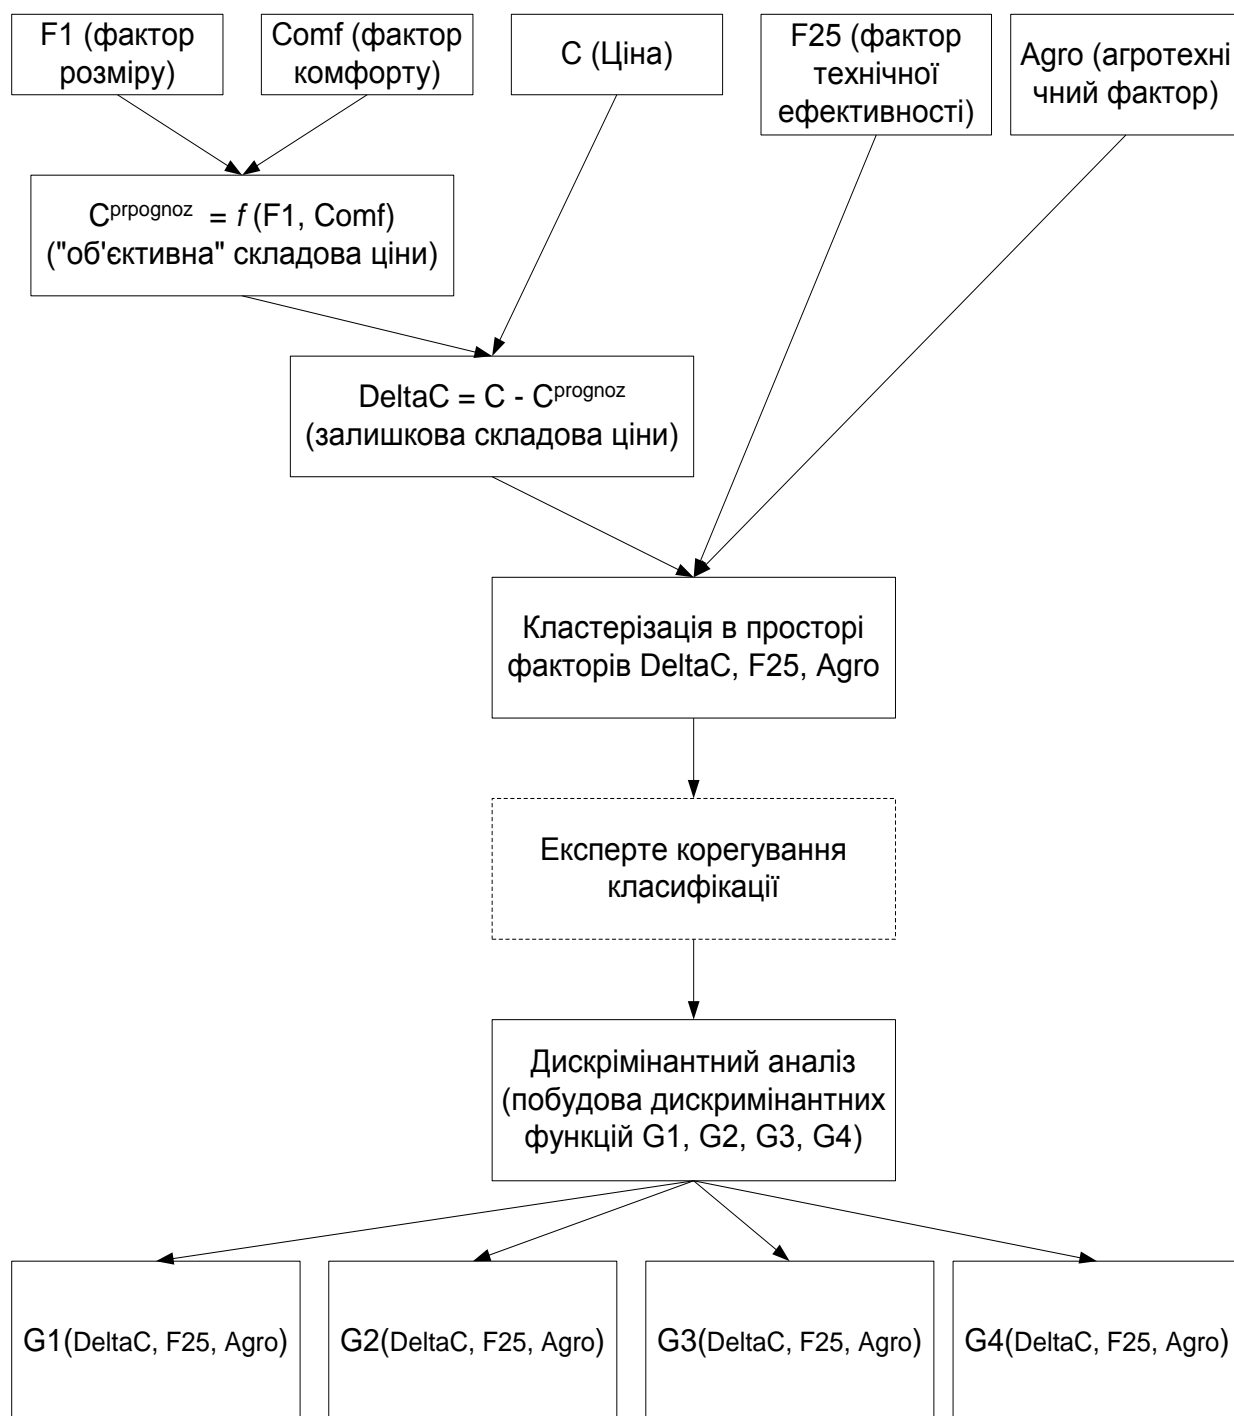 F1 (фактор
розміру)
Comf (фактор
комфорту)
C (Ціна)
F25 (фактор
технічної
ефективності)
Agro (агротехні
чний фактор)
C^prpognoz = f (F1, Comf)
("об'єктивна" складова ціни)
DeltaC = C - C^prognoz
(залишкова складова ціни)
Кластерізація в просторі
факторів DeltaC, F25, Agro
Експерте корегування
класифікації
Дискрімінантний аналіз
(побудова дискримінантних
функцій G1, G2, G3, G4)
G1(DeltaC, F25, Agro)
G2(DeltaC, F25, Agro)
G3(DeltaC, F25, Agro)
G4(DeltaC, F25, Agro)